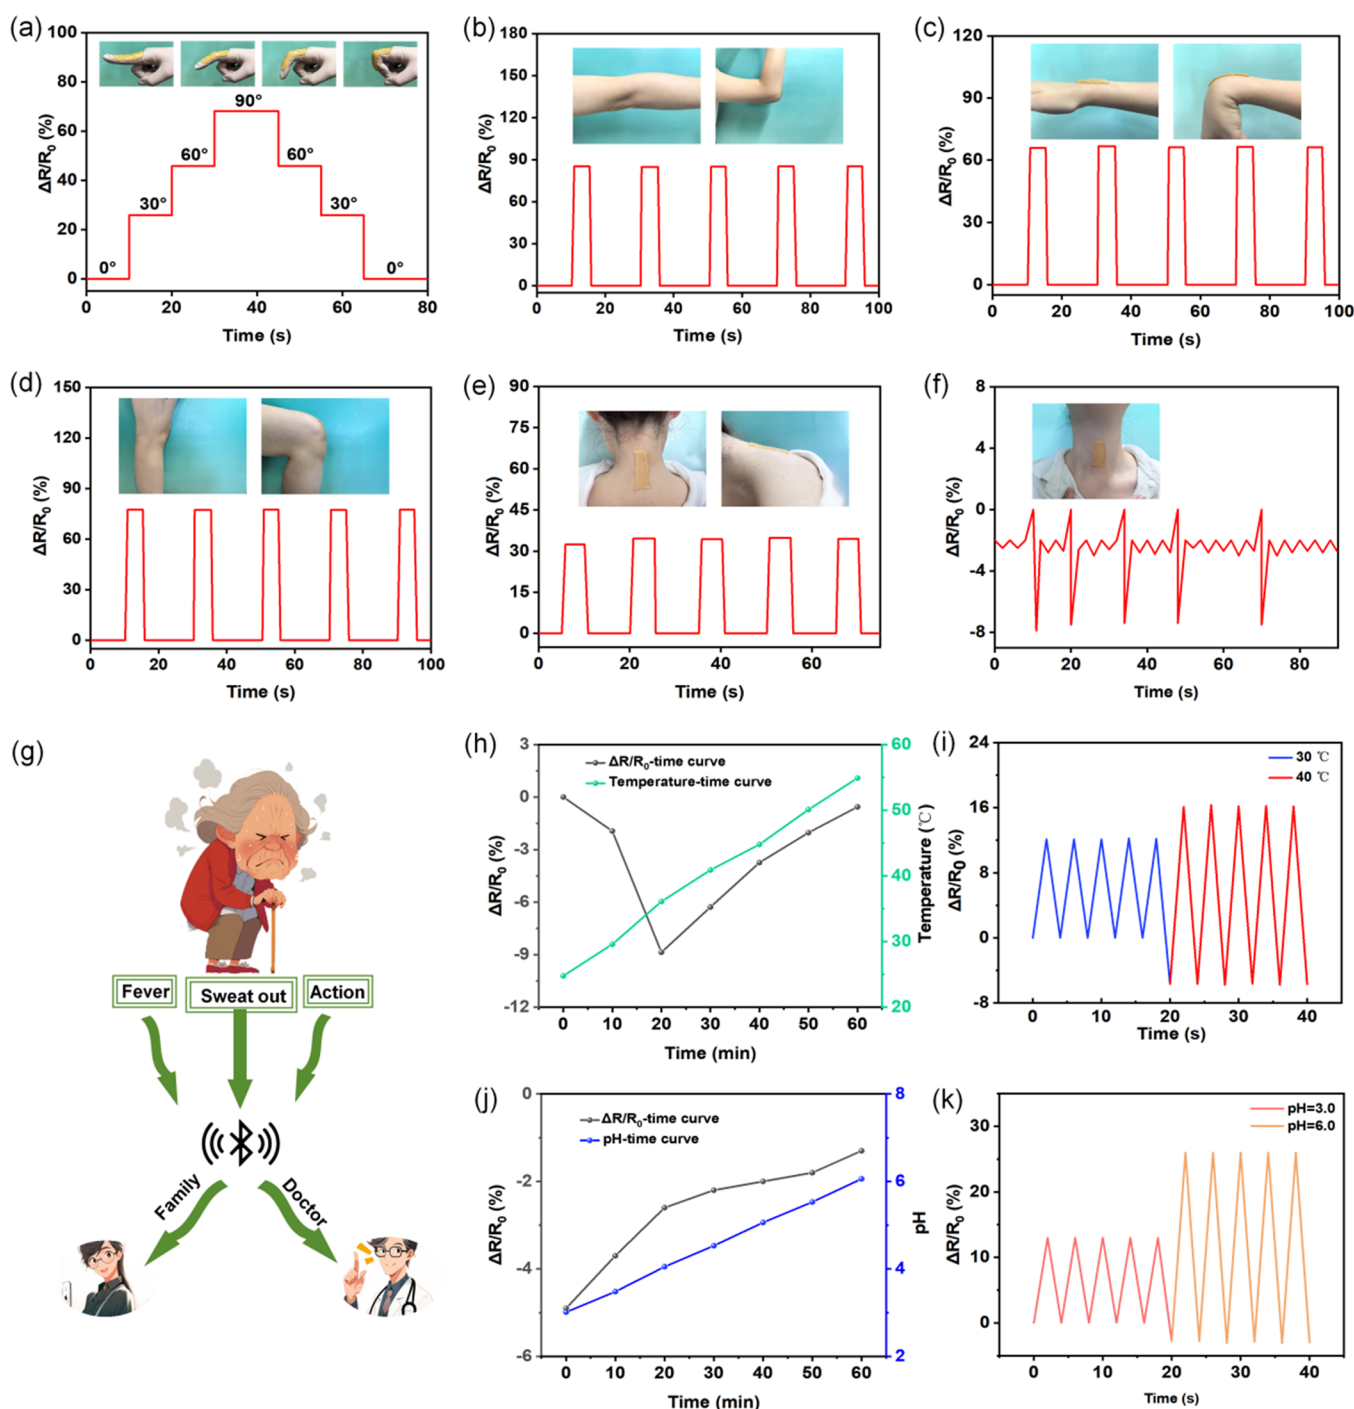 (a)
100
80
60
40
20
0
ΔR/R0 (%)
0°
30°
60°
90°
60°
30°
0°
0 20 40 60 80
Time (s)
(b)
180
150
120
90
60
30
0
ΔR/R0 (%)
0 20 40 60 80 100
Time (s)
(c)
120
90
60
30
0
ΔR/R0 (%)
0 20 40 60 80 100
Time (s)
(d)
150
120
90
60
30
0
ΔR/R0 (%)
0 20 40 60 80 100
Time (s)
(e)
90
75
60
45
30
15
0
ΔR/R0 (%)
0 20 40 60
Time (s)
(f)
8
4
0
-4
-8
ΔR/R0 (%)
0 20 40 60 80
Time (s)
(g)
Fever
Sweat out
Action
Family
Doctor
(h)
3
0
-3
-6
-9
-12
ΔR/R0 (%)
ΔR/R0-time curve
Temperature-time curve
60
50
40
30
20
Temperature (℃)
0 10 20 30 40 50 60
Time (min)
(i)
24
16
8
0
-8
ΔR/R0 (%)
30 ℃
40 ℃
0 10 20 30 40
Time (s)
(j)
0
-2
-4
-6
ΔR/R0 (%)
ΔR/R0-time curve
pH-time curve
8
6
4
2
pH
0 10 20 30 40 50 60
Time (min)
(k)
30
20
10
0
ΔR/R0 (%)
pH=3.0
pH=6.0
0 10 20 30 40
Time (s)